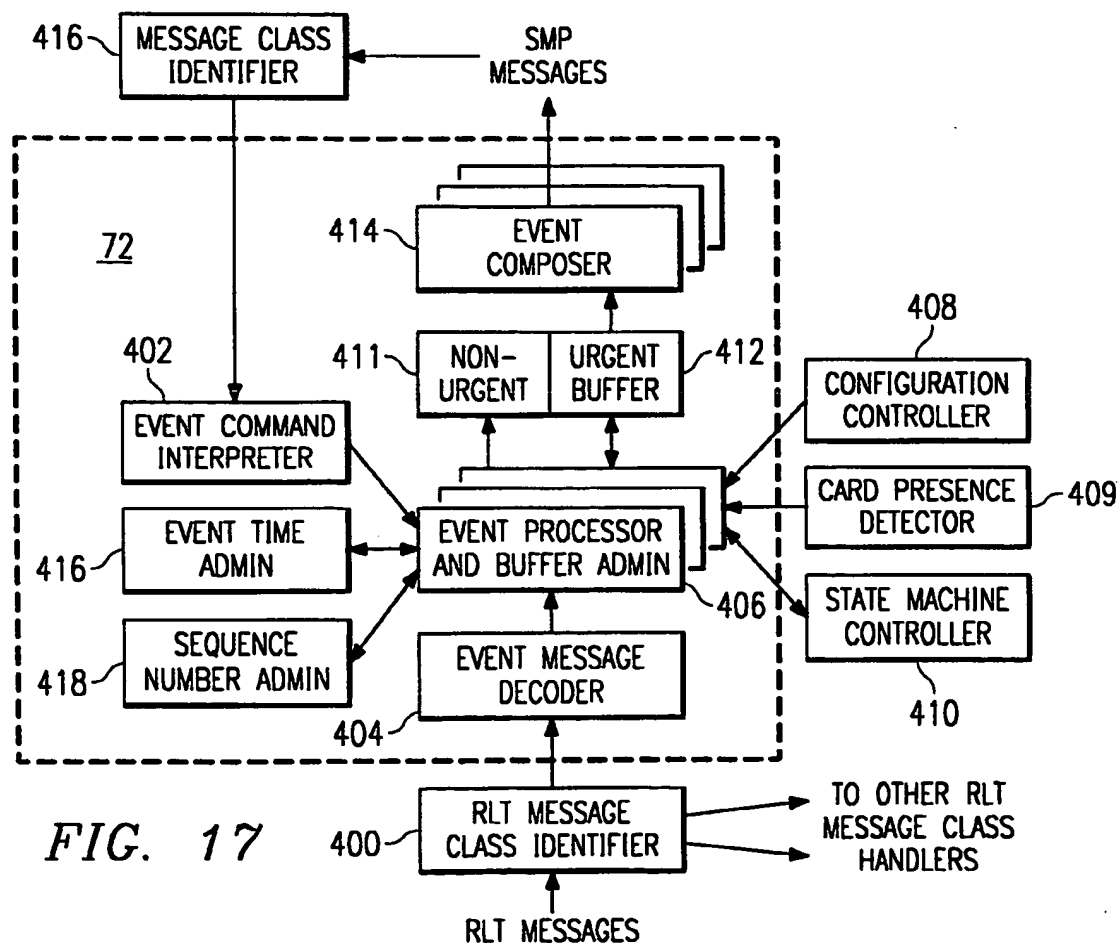 416
MESSAGE CLASS
IDENTIFIER
SMP
MESSAGES
72
414
EVENT
COMPOSER
402
EVENT COMMAND
INTERPRETER
411
NON-
URGENT
URGENT
BUFFER
412
408
CONFIGURATION
CONTROLLER
CARD PRESENCE
DETECTOR
409
416
EVENT TIME
ADMIN
EVENT PROCESSOR
AND BUFFER ADMIN
406
STATE MACHINE
CONTROLLER
410
418
SEQUENCE
NUMBER ADMIN
EVENT MESSAGE
DECODER
404
RLT MESSAGE
CLASS IDENTIFIER
400
TO OTHER RLT
MESSAGE CLASS
HANDLERS
FIG. 17
RLT MESSAGES